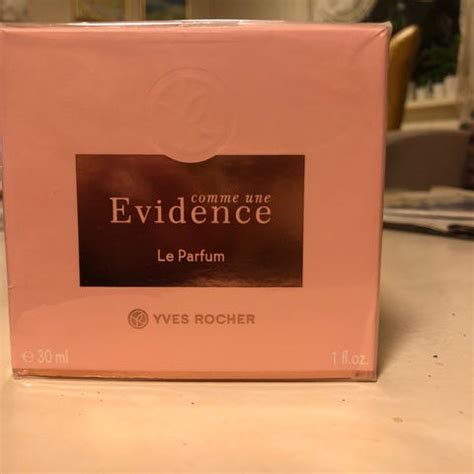 comme une
Evidence
Le Parfum
YVES ROCHER
℮ 30 ml 1 fl.oz.